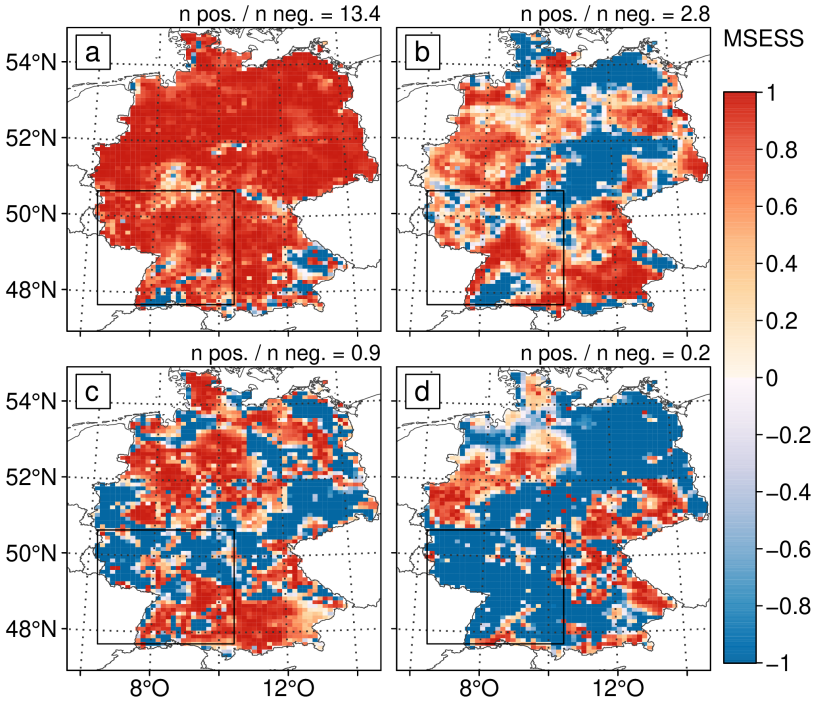 n pos. / n neg. = 13.4
n pos. / n neg. = 2.8
MSESS
a
b
54°N
52°N
50°N
48°N
1
0.8
0.6
0.4
0.2
0
−0.2
−0.4
−0.6
−0.8
−1
n pos. / n neg. = 0.9
n pos. / n neg. = 0.2
c
d
54°N
52°N
50°N
48°N
8°O
12°O
8°O
12°O